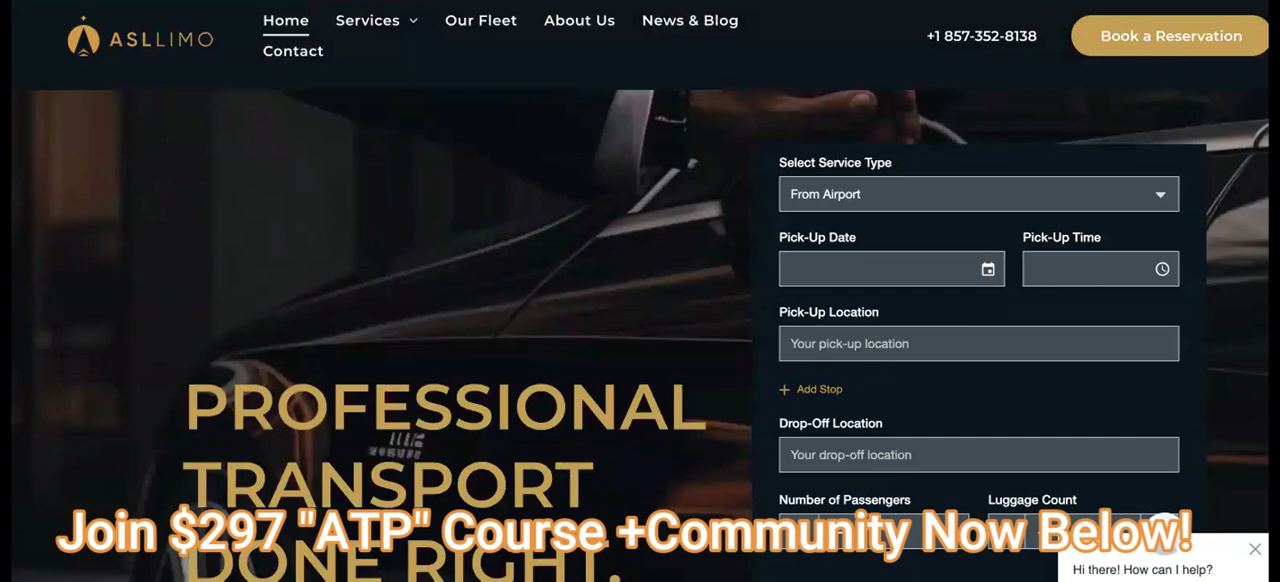 ASLLIMO
Home Services Our Fleet About Us News & Blog
Contact
+1 857-352-8138
Book a Reservation
Select Service Type
From Airport
Pick-Up Date Pick-Up Time
Pick-Up Location
Your pick-up location
Add Stop
Drop-Off Location
Your drop-off location
Number of Passengers Luggage Count
PROFESSIONAL
TRANSPORT
DONE RIGHT.
Join $297 "ATP" Course +Community Now Below!
Hi there! How can I help?